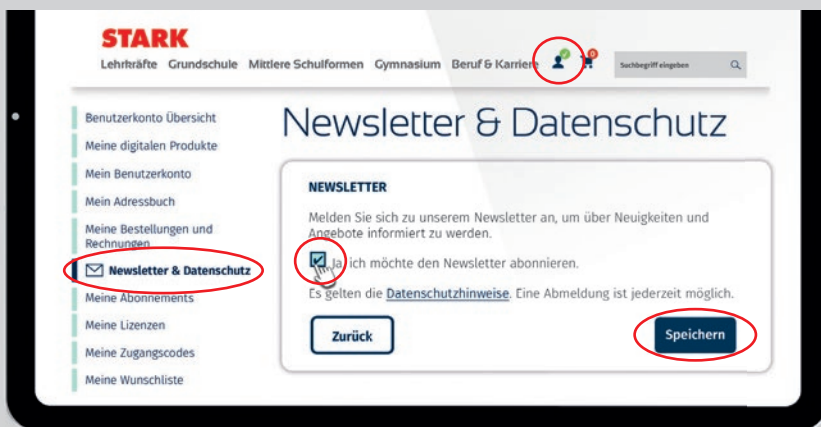 STARK
Lehrkräfte Grundschule Mittlere Schulformen Gymnasium Beruf & Karriere 0 Suchbegriff eingeben
Benutzerkonto Übersicht
Meine digitalen Produkte
Mein Benutzerkonto
Mein Adressbuch
Meine Bestellungen und
Rechnungen
Newsletter & Datenschutz
Meine Abonnements
Meine Lizenzen
Meine Zugangscodes
Meine Wunschliste
Newsletter & Datenschutz
NEWSLETTER
Melden Sie sich zu unserem Newsletter an, um über Neuigkeiten und
Angebote informiert zu werden.
Ja, ich möchte den Newsletter abonnieren.
Es gelten die Datenschutzhinweise. Eine Abmeldung ist jederzeit möglich.
Zurück
Speichern